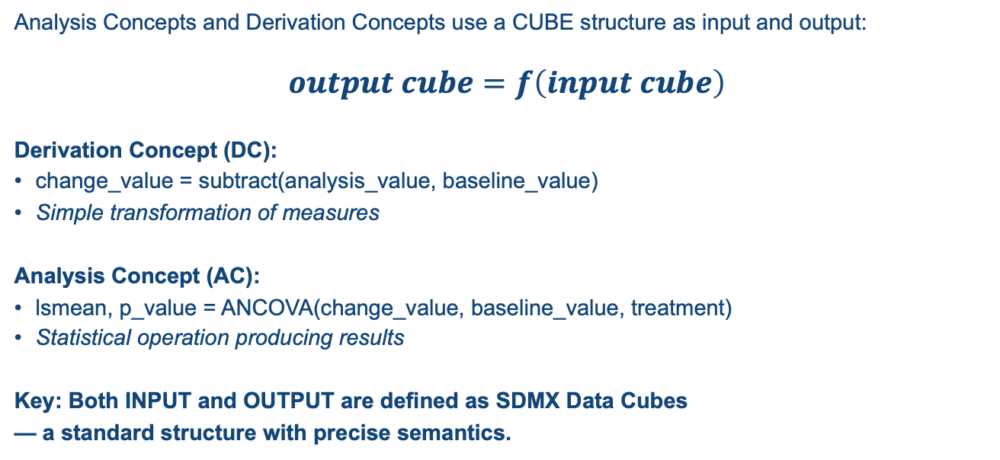 Analysis Concepts and Derivation Concepts use a CUBE structure as input and output:
output cube = f(input cube)
Derivation Concept (DC):
• change_value = subtract(analysis_value, baseline_value)
• Simple transformation of measures
Analysis Concept (AC):
• lsmean, p_value = ANCOVA(change_value, baseline_value, treatment)
• Statistical operation producing results
Key: Both INPUT and OUTPUT are defined as SDMX Data Cubes
— a standard structure with precise semantics.